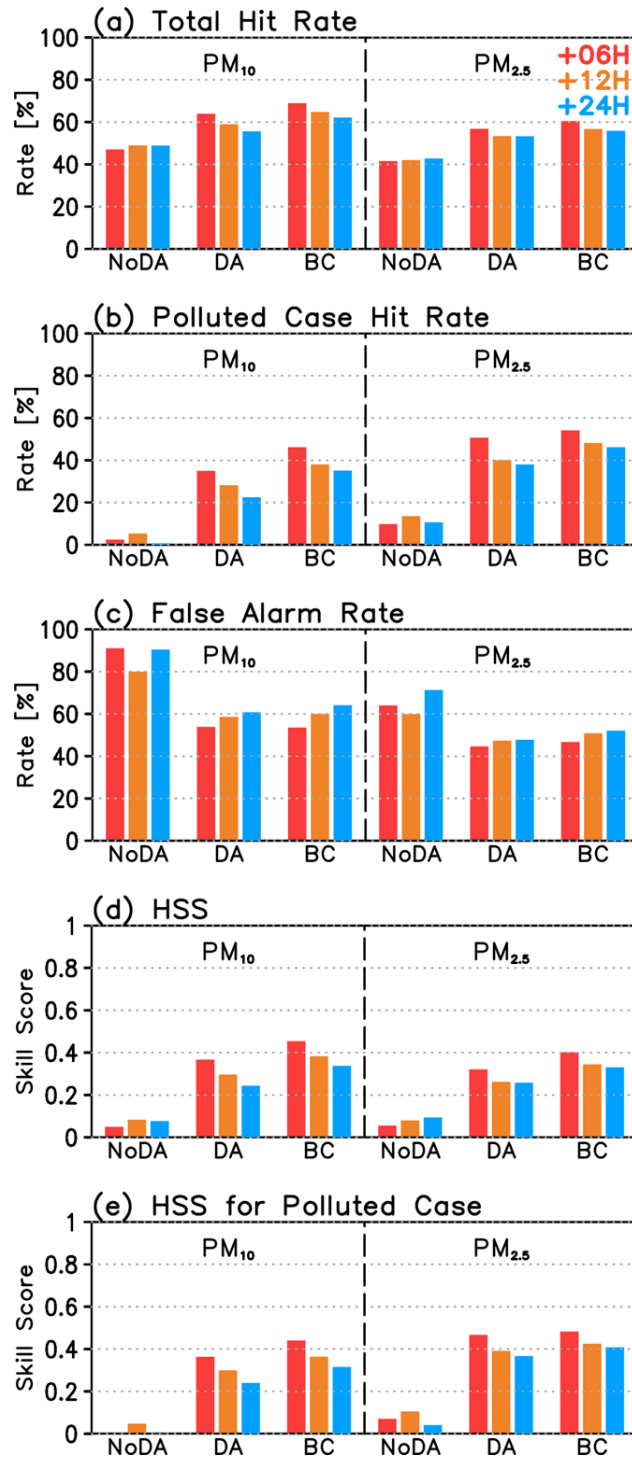 (a) Total Hit Rate
100
80
60
40
20
0
Rate [%]
PM₁₀
PM₂.₅
+06H
+12H
+24H
NoDA DA BC NoDA DA BC
(b) Polluted Case Hit Rate
100
80
60
40
20
0
Rate [%]
PM₁₀
PM₂.₅
NoDA DA BC NoDA DA BC
(c) False Alarm Rate
100
80
60
40
20
0
Rate [%]
PM₁₀
PM₂.₅
NoDA DA BC NoDA DA BC
(d) HSS
1
0.8
0.6
0.4
0.2
0
Skill Score
PM₁₀
PM₂.₅
NoDA DA BC NoDA DA BC
(e) HSS for Polluted Case
1
0.8
0.6
0.4
0.2
0
Skill Score
PM₁₀
PM₂.₅
NoDA DA BC NoDA DA BC